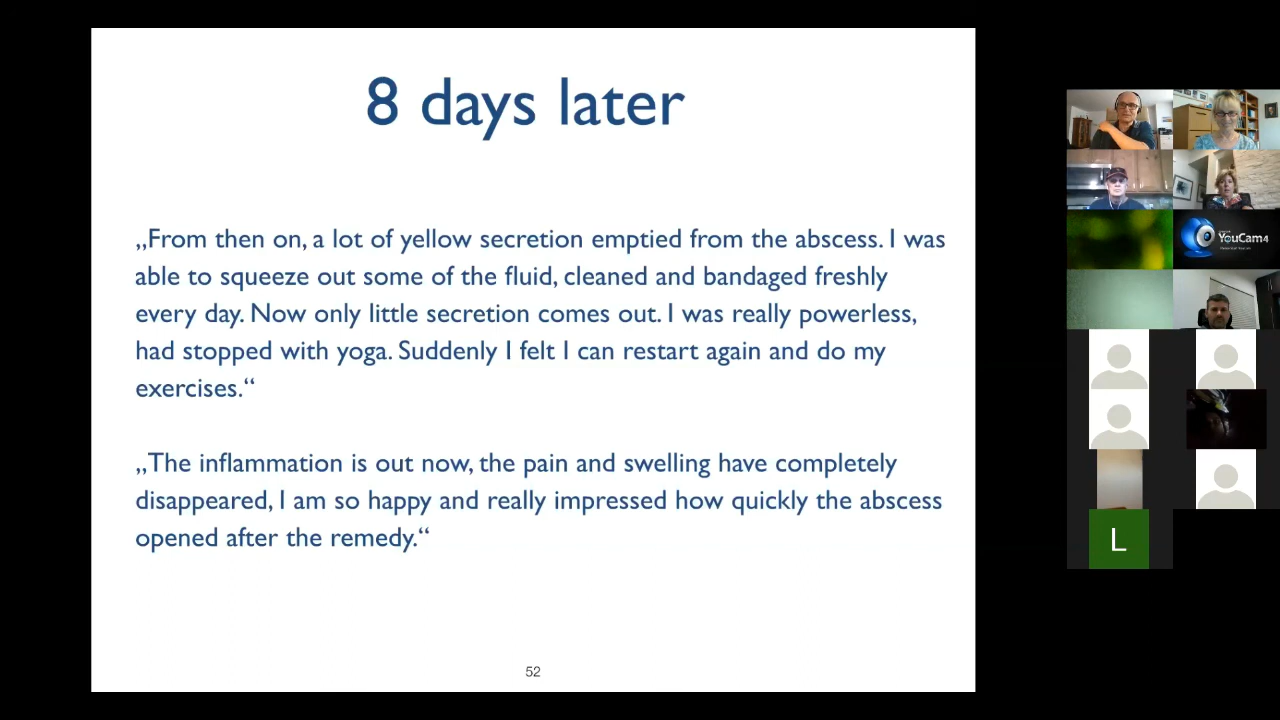 8 days later
„From then on, a lot of yellow secretion emptied from the abscess. I was
able to squeeze out some of the fluid, cleaned and bandaged freshly
every day. Now only little secretion comes out. I was really powerless,
had stopped with yoga. Suddenly I felt I can restart again and do my
exercises.“
„The inflammation is out now, the pain and swelling have completely
disappeared, I am so happy and really impressed how quickly the abscess
opened after the remedy.“
52
YouCam4
L